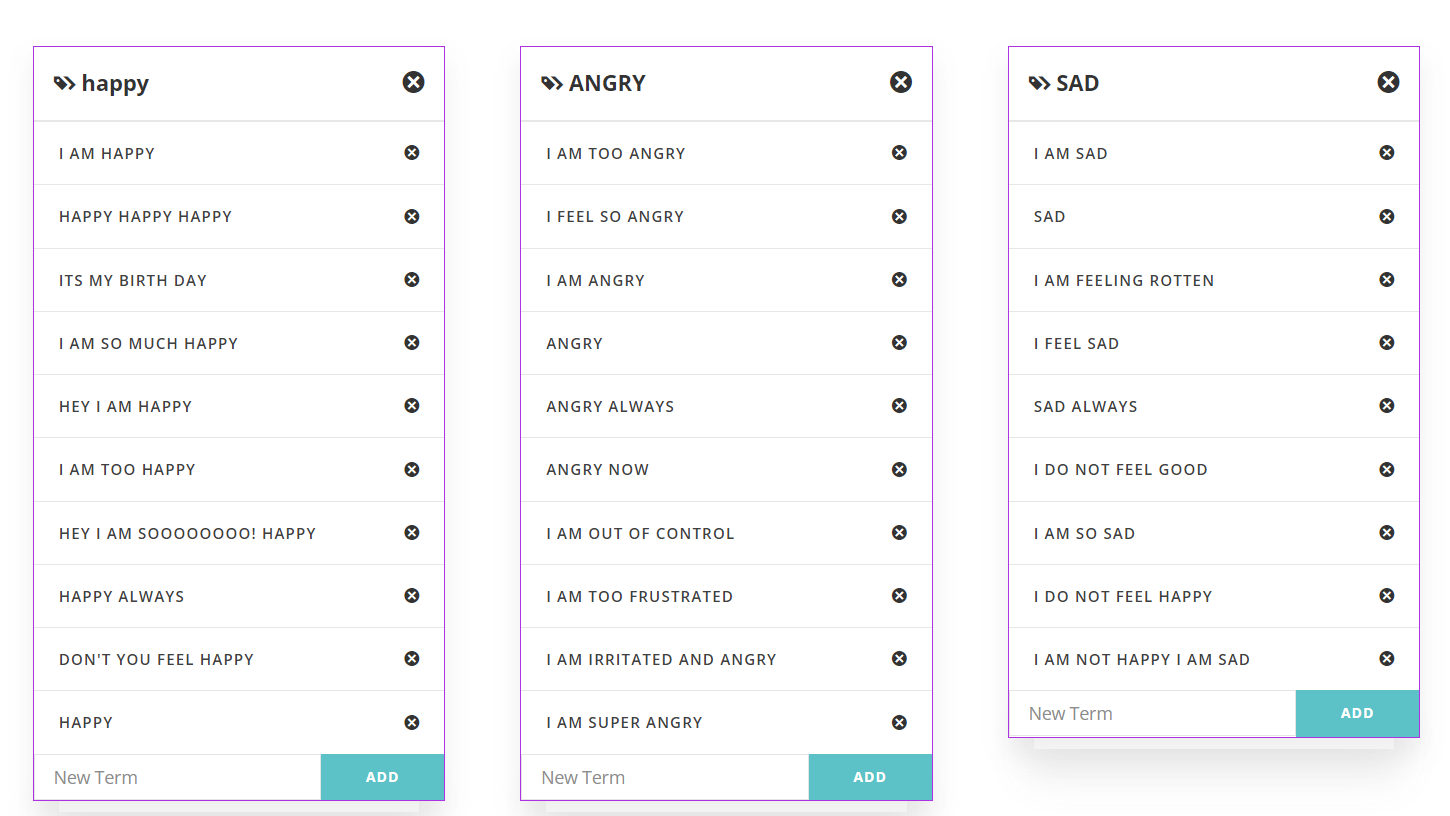 happy
I AM HAPPY
HAPPY HAPPY HAPPY
ITS MY BIRTH DAY
I AM SO MUCH HAPPY
HEY I AM HAPPY
I AM TOO HAPPY
HEY I AM SOOOOOOOO! HAPPY
HAPPY ALWAYS
DON'T YOU FEEL HAPPY
HAPPY
New Term
ADD
ANGRY
I AM TOO ANGRY
I FEEL SO ANGRY
I AM ANGRY
ANGRY
ANGRY ALWAYS
ANGRY NOW
I AM OUT OF CONTROL
I AM TOO FRUSTRATED
I AM IRRITATED AND ANGRY
I AM SUPER ANGRY
New Term
ADD
SAD
I AM SAD
SAD
I AM FEELING ROTTEN
I FEEL SAD
SAD ALWAYS
I DO NOT FEEL GOOD
I AM SO SAD
I DO NOT FEEL HAPPY
I AM NOT HAPPY I AM SAD
New Term
ADD